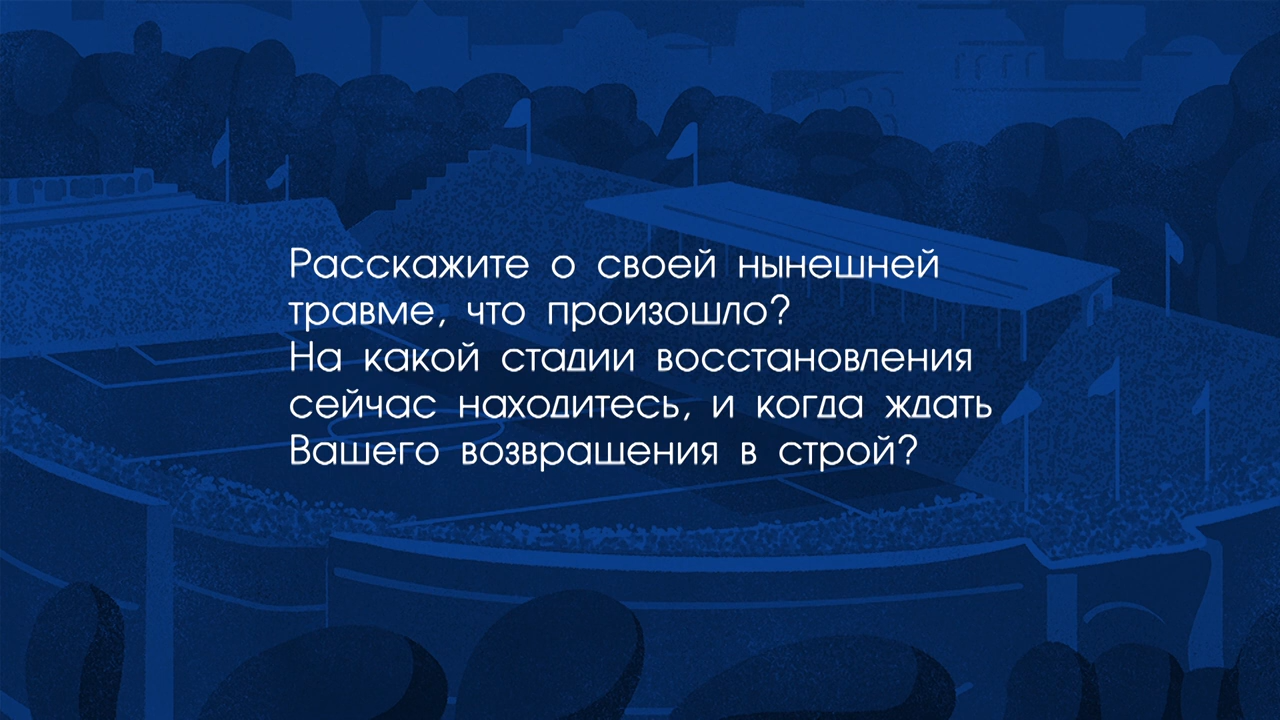 Расскажите о своей нынешней
травме, что произошло?
На какой стадии восстановления
сейчас находитесь, и когда ждать
Вашего возвращения в строй?